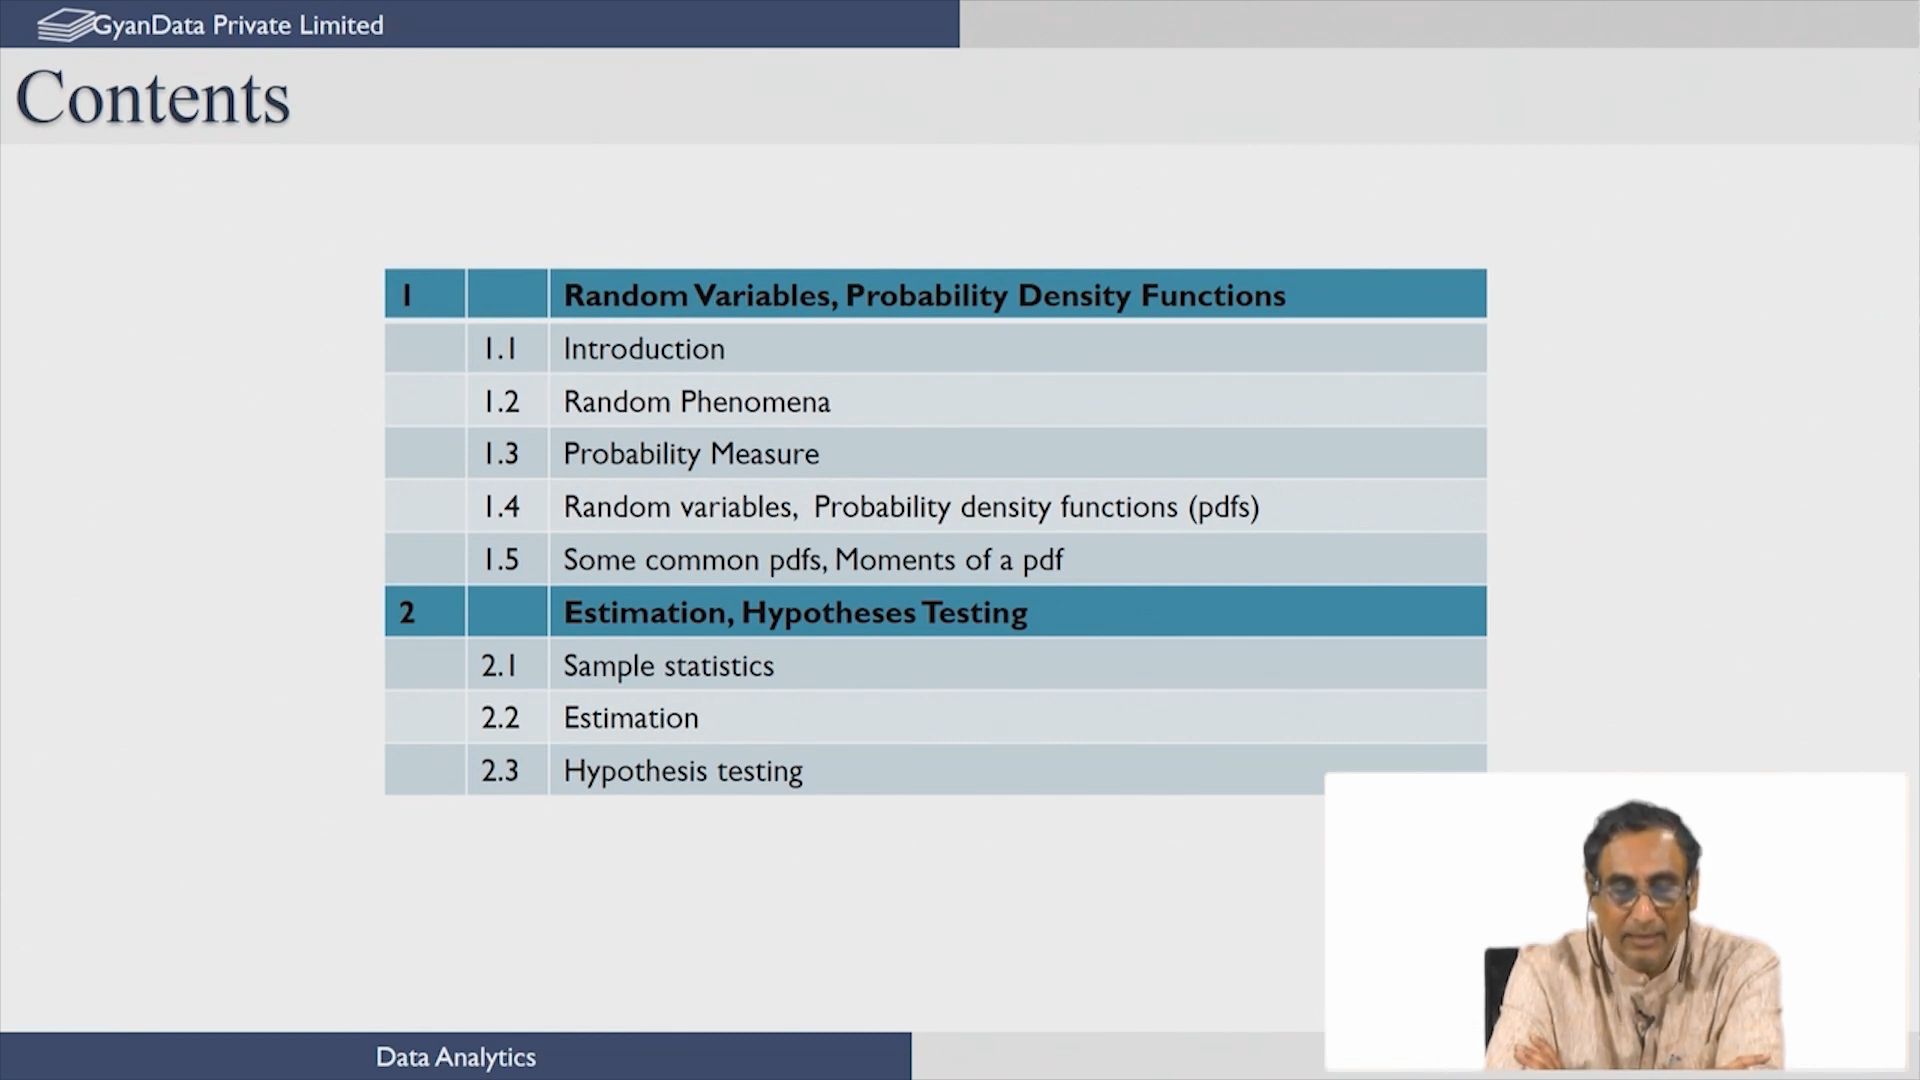 GyanData Private Limited
Contents
1 Random Variables, Probability Density Functions
1.1 Introduction
1.2 Random Phenomena
1.3 Probability Measure
1.4 Random variables, Probability density functions (pdfs)
1.5 Some common pdfs, Moments of a pdf
2 Estimation, Hypotheses Testing
2.1 Sample statistics
2.2 Estimation
2.3 Hypothesis testing
Data Analytics